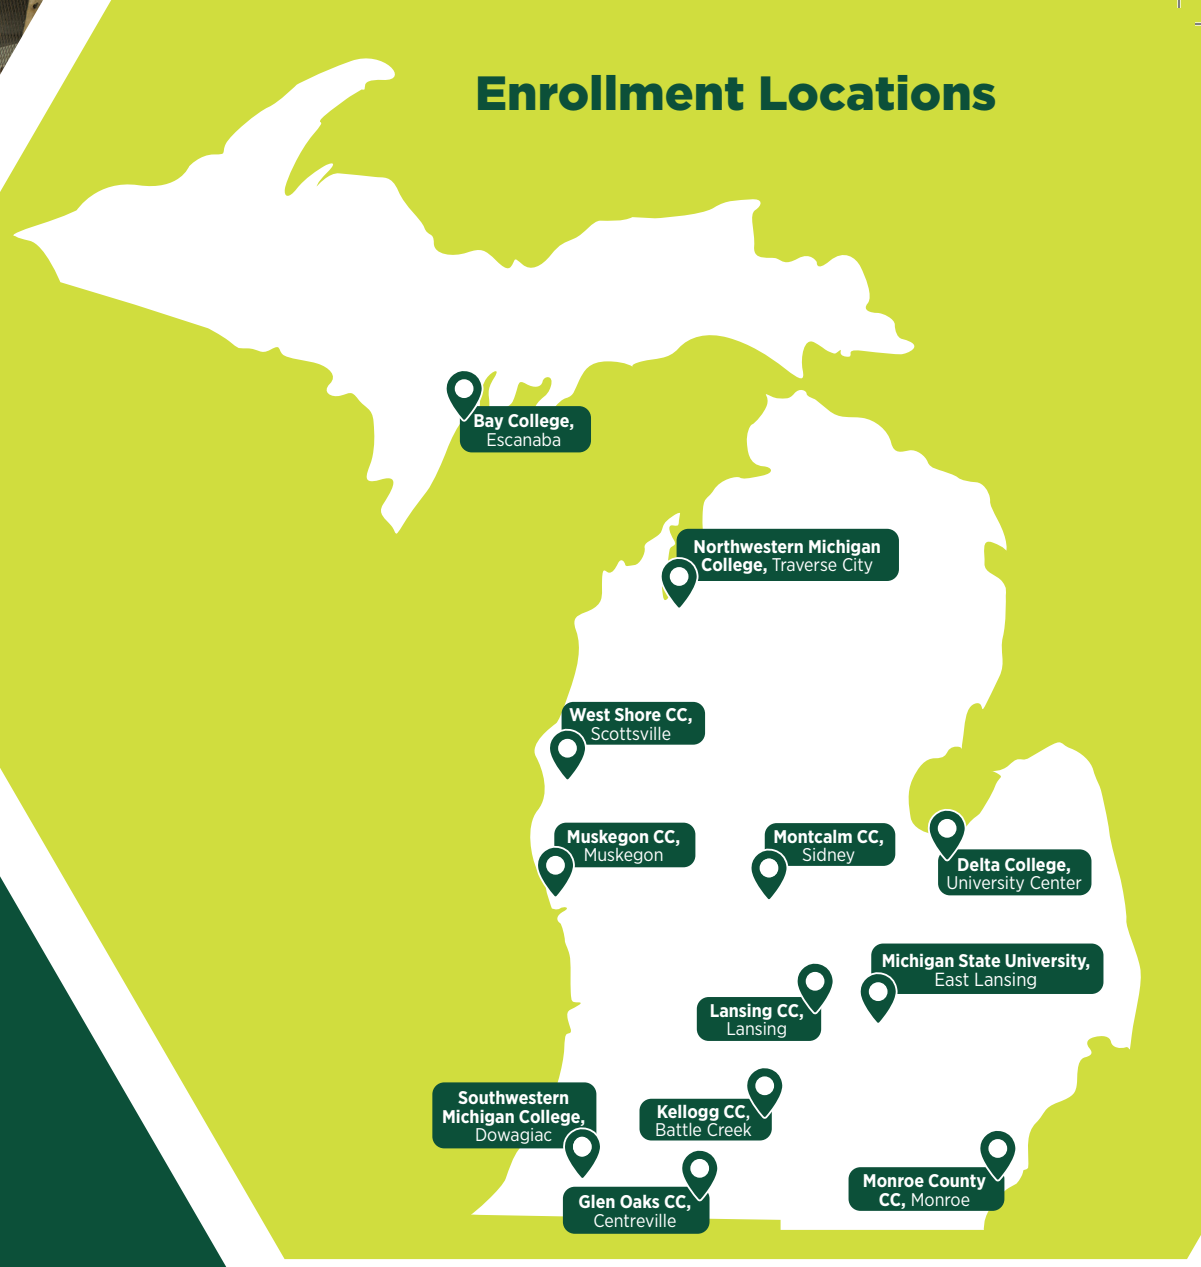 Enrollment Locations
Bay College,
Escanaba
Northwestern Michigan
College, Traverse City
West Shore CC,
Scottsville
Muskegon CC,
Muskegon
Montcalm CC,
Sidney
Delta College,
University Center
Michigan State University,
East Lansing
Lansing CC,
Lansing
Southwestern
Michigan College,
Dowagiac
Kellogg CC,
Battle Creek
Glen Oaks CC,
Centreville
Monroe County
CC, Monroe